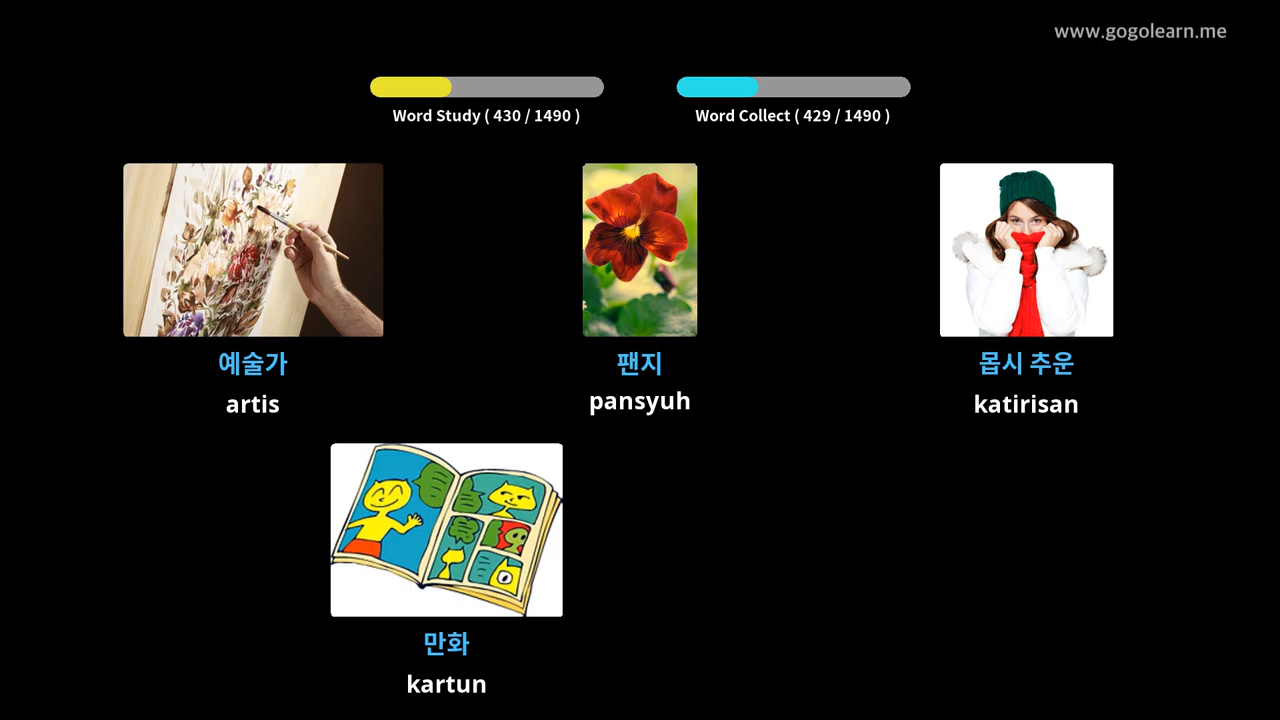 www.gogolearn.me
Word Study ( 430 / 1490 )
Word Collect ( 429 / 1490 )
예술가
artis
팬지
pansyuh
몹시 추운
katirisan
만화
kartun